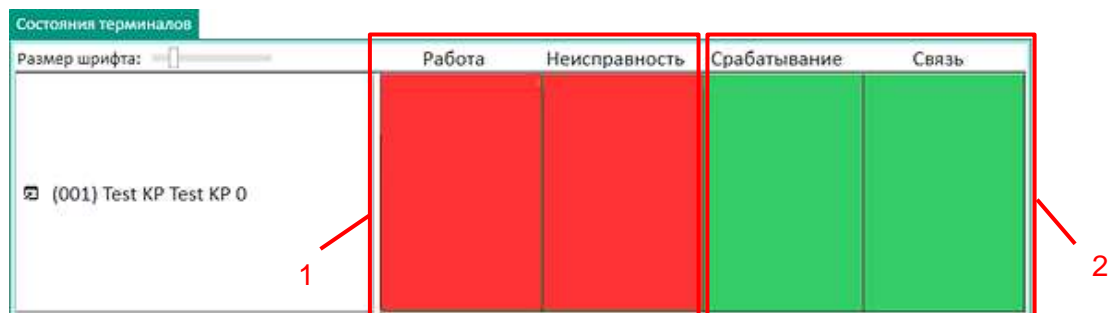 Состояния терминалов
Размер шрифта:
Работа
Неисправность
Срабатывание
Связь
(001) Test KP Test KP 0
1
2